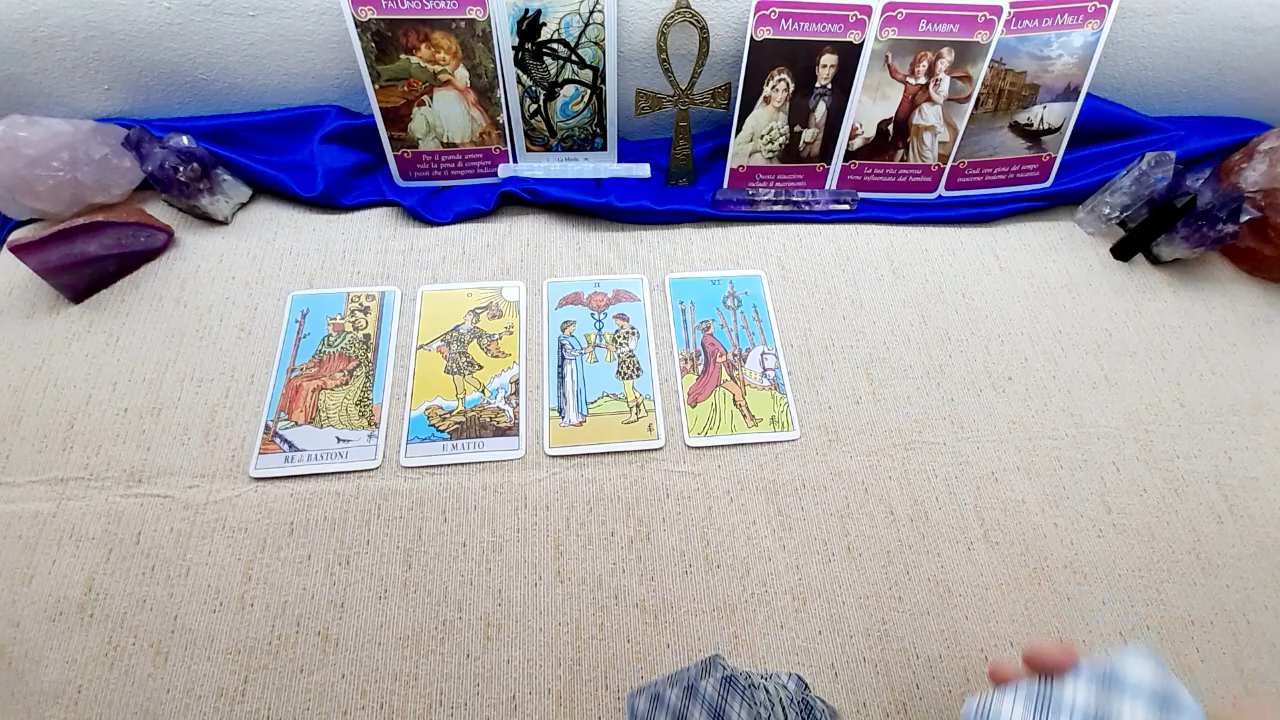 FAI UNO SFORZO
Per il grande amore
vale la pena di compiere
i passi che ti vengono indicati
La Morte
MATRIMONIO
Questa situazione
include il matrimonio.
BAMBINI
La tua vita amorosa
viene influenzata dai bambini.
LUNA DI MIELE
Godi con gioia del tempo
trascorso insieme in vacanza.
RE di BASTONI
0
Il MATTO
II
VI